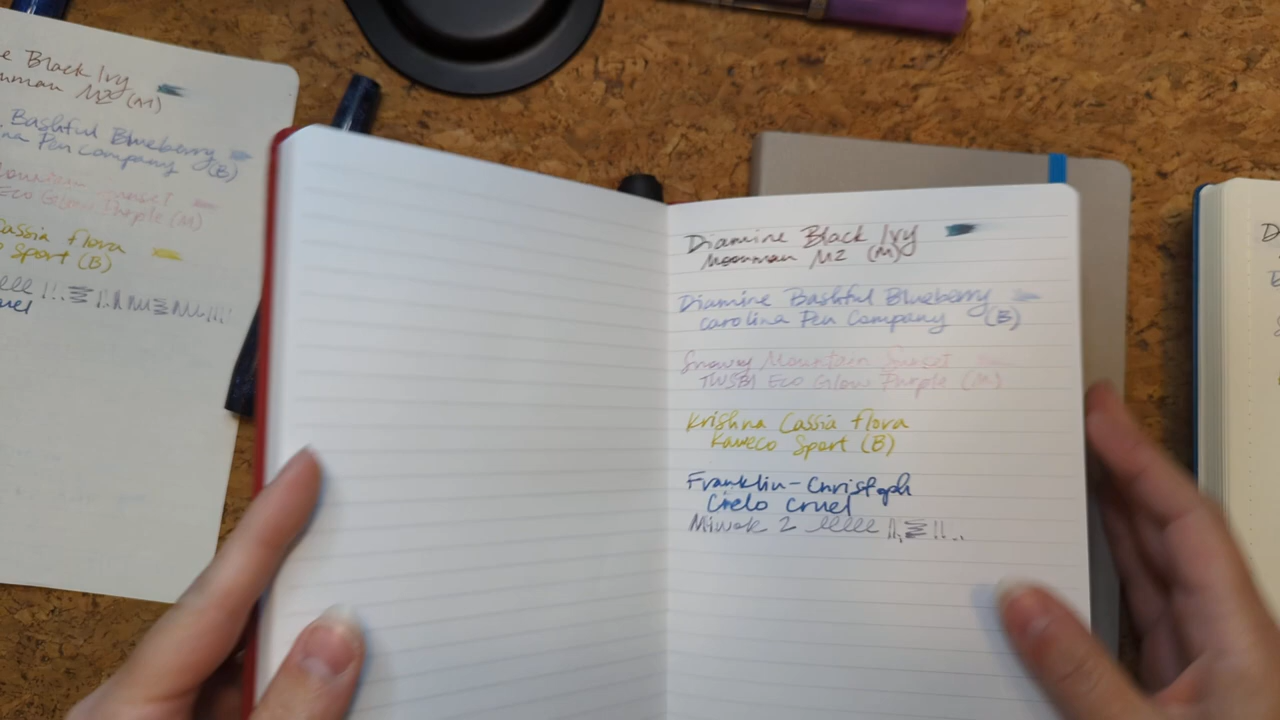 e Black Ivy
M2 (M)
Bashful Blueberry
ina Pen Company (B)
Eco Glow Purple (M)
Cassia flora
o Sport (B)
Diamine Black Ivy
Moonman M2 (M)
Diamine Bashful Blueberry
Carolina Pen Company (B)
Snowy Mountain Sunset
TWSBI Eco Glow Purple (M)
Krishna Cassia flora
Kaweco Sport (B)
Franklin-Christoph
Cielo Cruel
D